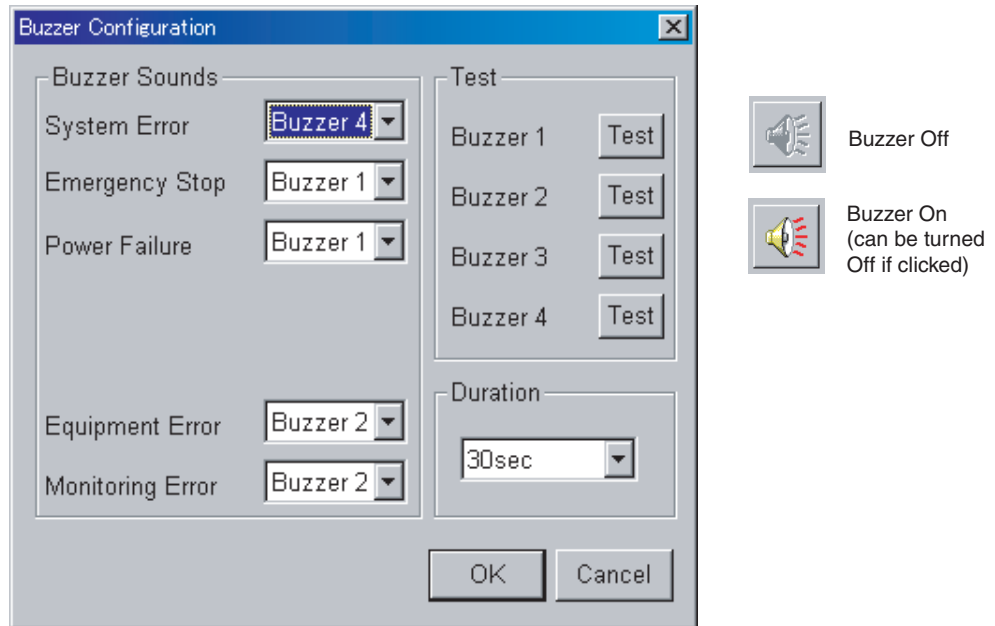 Buzzer Configuration
Buzzer Sounds
System Error Buzzer 4
Emergency Stop Buzzer 1
Power Failure Buzzer 1
Equipment Error Buzzer 2
Monitoring Error Buzzer 2
Test
Buzzer 1 Test
Buzzer 2 Test
Buzzer 3 Test
Buzzer 4 Test
Duration
30sec
OK Cancel
Buzzer Off
Buzzer On
(can be turned
Off if clicked)